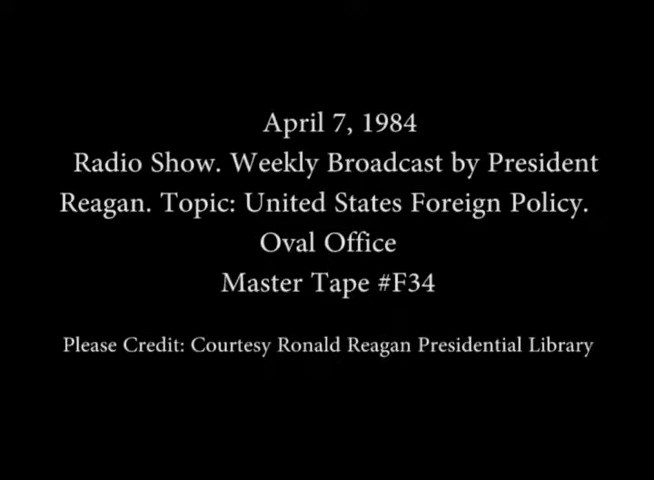 April 7, 1984
Radio Show. Weekly Broadcast by President
Reagan. Topic: United States Foreign Policy.
Oval Office
Master Tape #F34
Please Credit: Courtesy Ronald Reagan Presidential Library